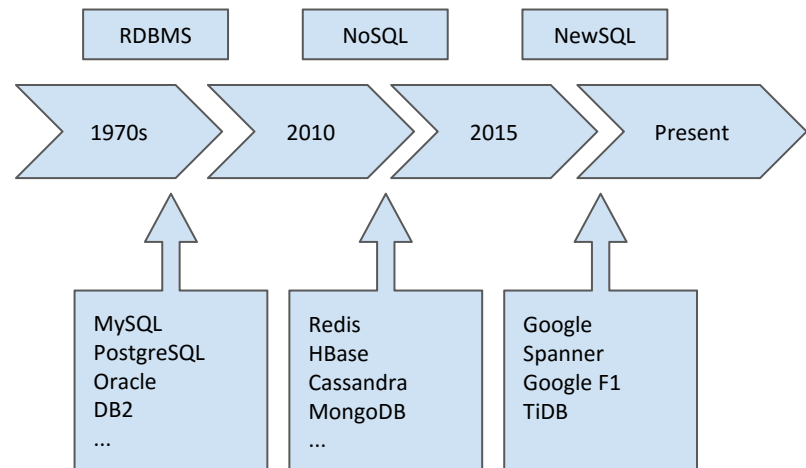 RDBMS
NoSQL
NewSQL
1970s
2010
2015
Present
MySQL
PostgreSQL
Oracle
DB2
...
Redis
HBase
Cassandra
MongoDB
...
Google
Spanner
Google F1
TiDB